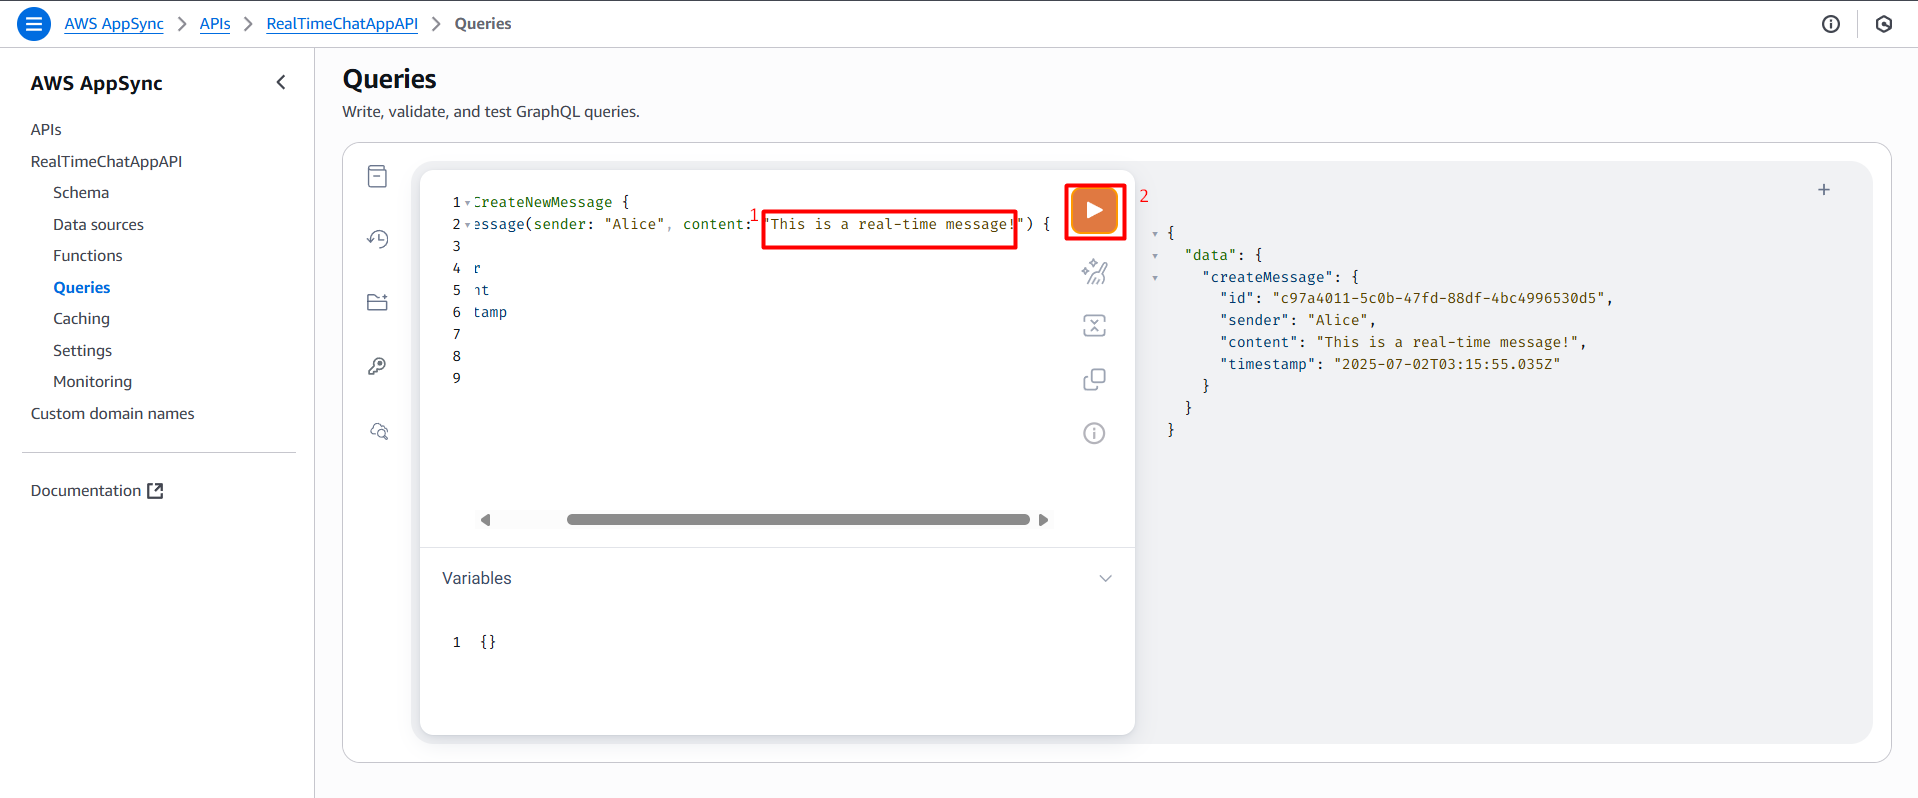 AWS AppSync > APIs > RealTimeChatAppAPI > Queries
AWS AppSync
APIs
RealTimeChatAppAPI
Schema
Data sources
Functions
Queries
Caching
Settings
Monitoring
Custom domain names
Documentation
Queries
Write, validate, and test GraphQL queries.
1 CreateNewMessage {
2 essage(sender: "Alice", content: "This is a real-time message!") {
3
4 r
5 nt
6 tamp
7
8
9
1
2
Variables
1 {}
+
{
"data": {
"createMessage": {
"id": "c97a4011-5c0b-47fd-88df-4bc4996530d5",
"sender": "Alice",
"content": "This is a real-time message!",
"timestamp": "2025-07-02T03:15:55.035Z"
}
}
}